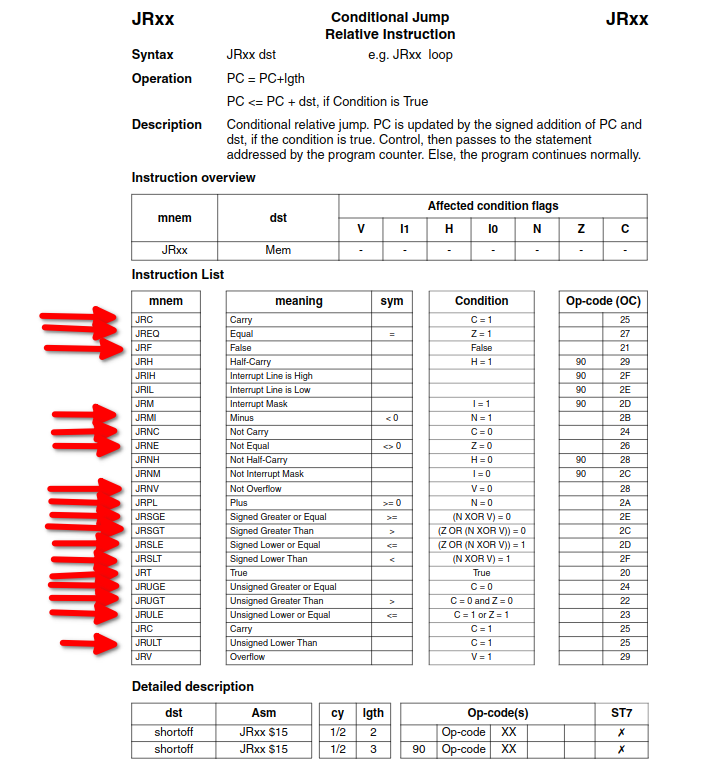 JRxx Conditional Jump JRxx
Relative Instruction
Syntax JRxx dst e.g. JRxx loop
Operation PC = PC+lgth
PC <= PC + dst, if Condition is True
Description Conditional relative jump. PC is updated by the signed addition of PC and
dst, if the condition is true. Control, then passes to the statement
addressed by the program counter. Else, the program continues normally.
Instruction overview
mnem dst Affected condition flags
V I1 H I0 N Z C
JRxx Mem - - - - - - -
Instruction List
mnem meaning sym Condition Op-code (OC)
JRC Carry C = 1 25
JREQ Equal = Z = 1 27
JRF False False 21
JRH Half-Carry H = 1 90 29
JRIH Interrupt Line is High 90 2F
JRIL Interrupt Line is Low 90 2E
JRM Interrupt Mask I = 1 90 2D
JRMI Minus < 0 N = 1 2B
JRNC Not Carry C = 0 24
JRNE Not Equal <> 0 Z = 0 26
JRNH Not Half-Carry H = 0 90 28
JRNM Not Interrupt Mask I = 0 90 2C
JRNV Not Overflow V = 0 28
JRPL Plus >= 0 N = 0 2A
JRSGE Signed Greater or Equal >= (N XOR V) = 0 2E
JRSGT Signed Greater Than > (Z OR (N XOR V)) = 0 2C
JRSLE Signed Lower or Equal <= (Z OR (N XOR V)) = 1 2D
JRSLT Signed Lower Than < (N XOR V) = 1 2F
JRT True True 20
JRUGE Unsigned Greater or Equal C = 0 24
JRUGT Unsigned Greater Than > C = 0 and Z = 0 22
JRULE Unsigned Lower or Equal <= C = 1 or Z = 1 23
JRC Carry C = 1 25
JRULT Unsigned Lower Than C = 1 25
JRV Overflow V = 1 29
Detailed description
dst Asm cy lgth Op-code(s) ST7
shortoff JRxx $15 1/2 2 Op-code XX ✗
shortoff JRxx $15 1/2 3 90 Op-code XX ✗